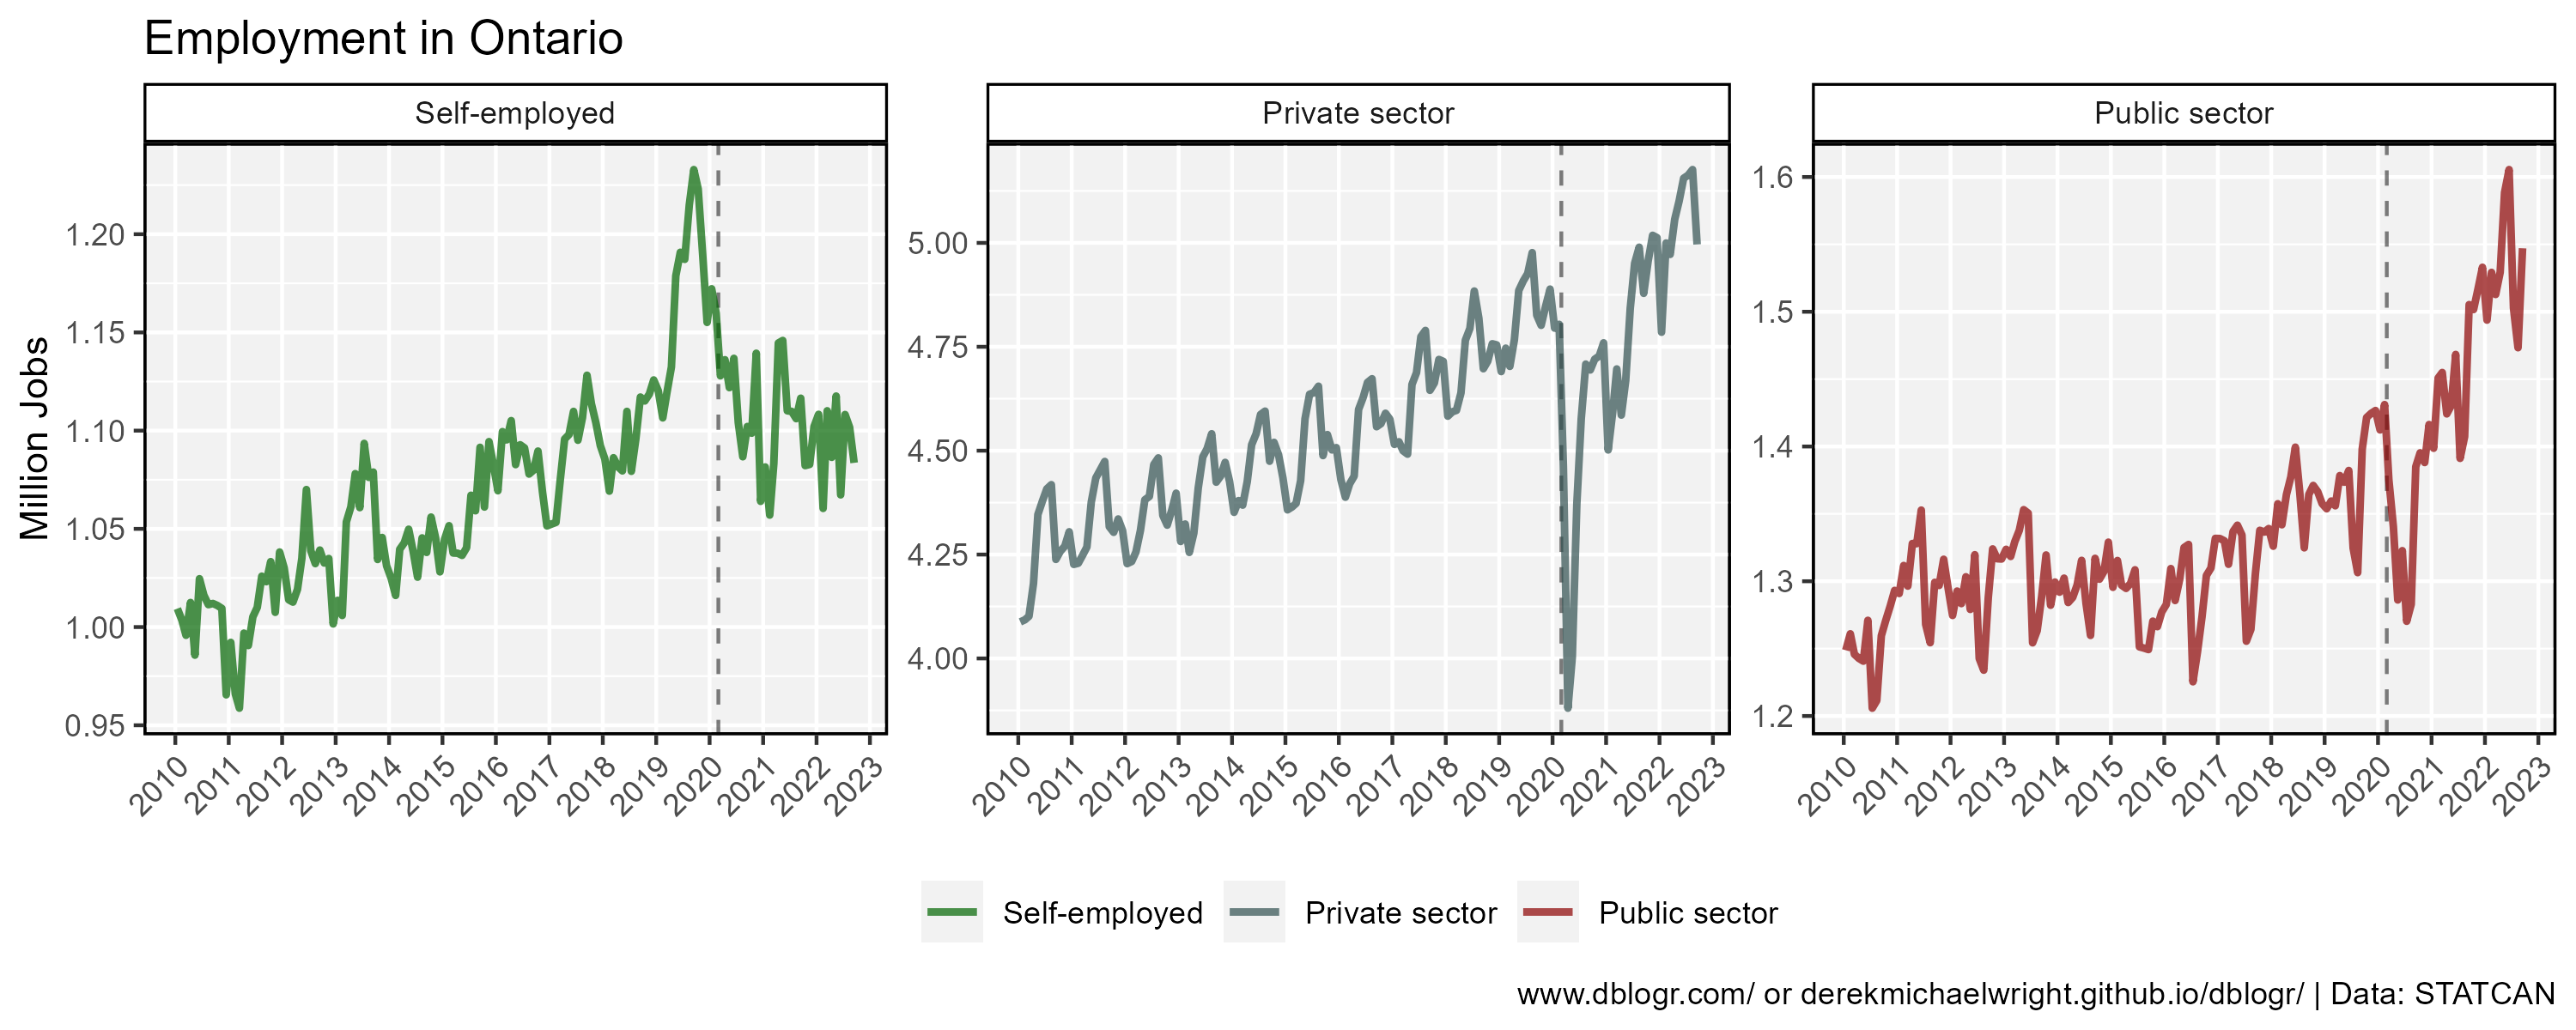 Employment in Ontario
Self-employed
Private sector
Public sector
Million Jobs
1.20
1.15
1.10
1.05
1.00
0.95
2010 2011 2012 2013 2014 2015 2016 2017 2018 2019 2020 2021 2022 2023
5.00
4.75
4.50
4.25
4.00
2010 2011 2012 2013 2014 2015 2016 2017 2018 2019 2020 2021 2022 2023
1.6
1.5
1.4
1.3
1.2
2010 2011 2012 2013 2014 2015 2016 2017 2018 2019 2020 2021 2022 2023
Self-employed Private sector Public sector
www.dblogr.com/ or derekmichaelwright.github.io/dblogr/ | Data: STATCAN